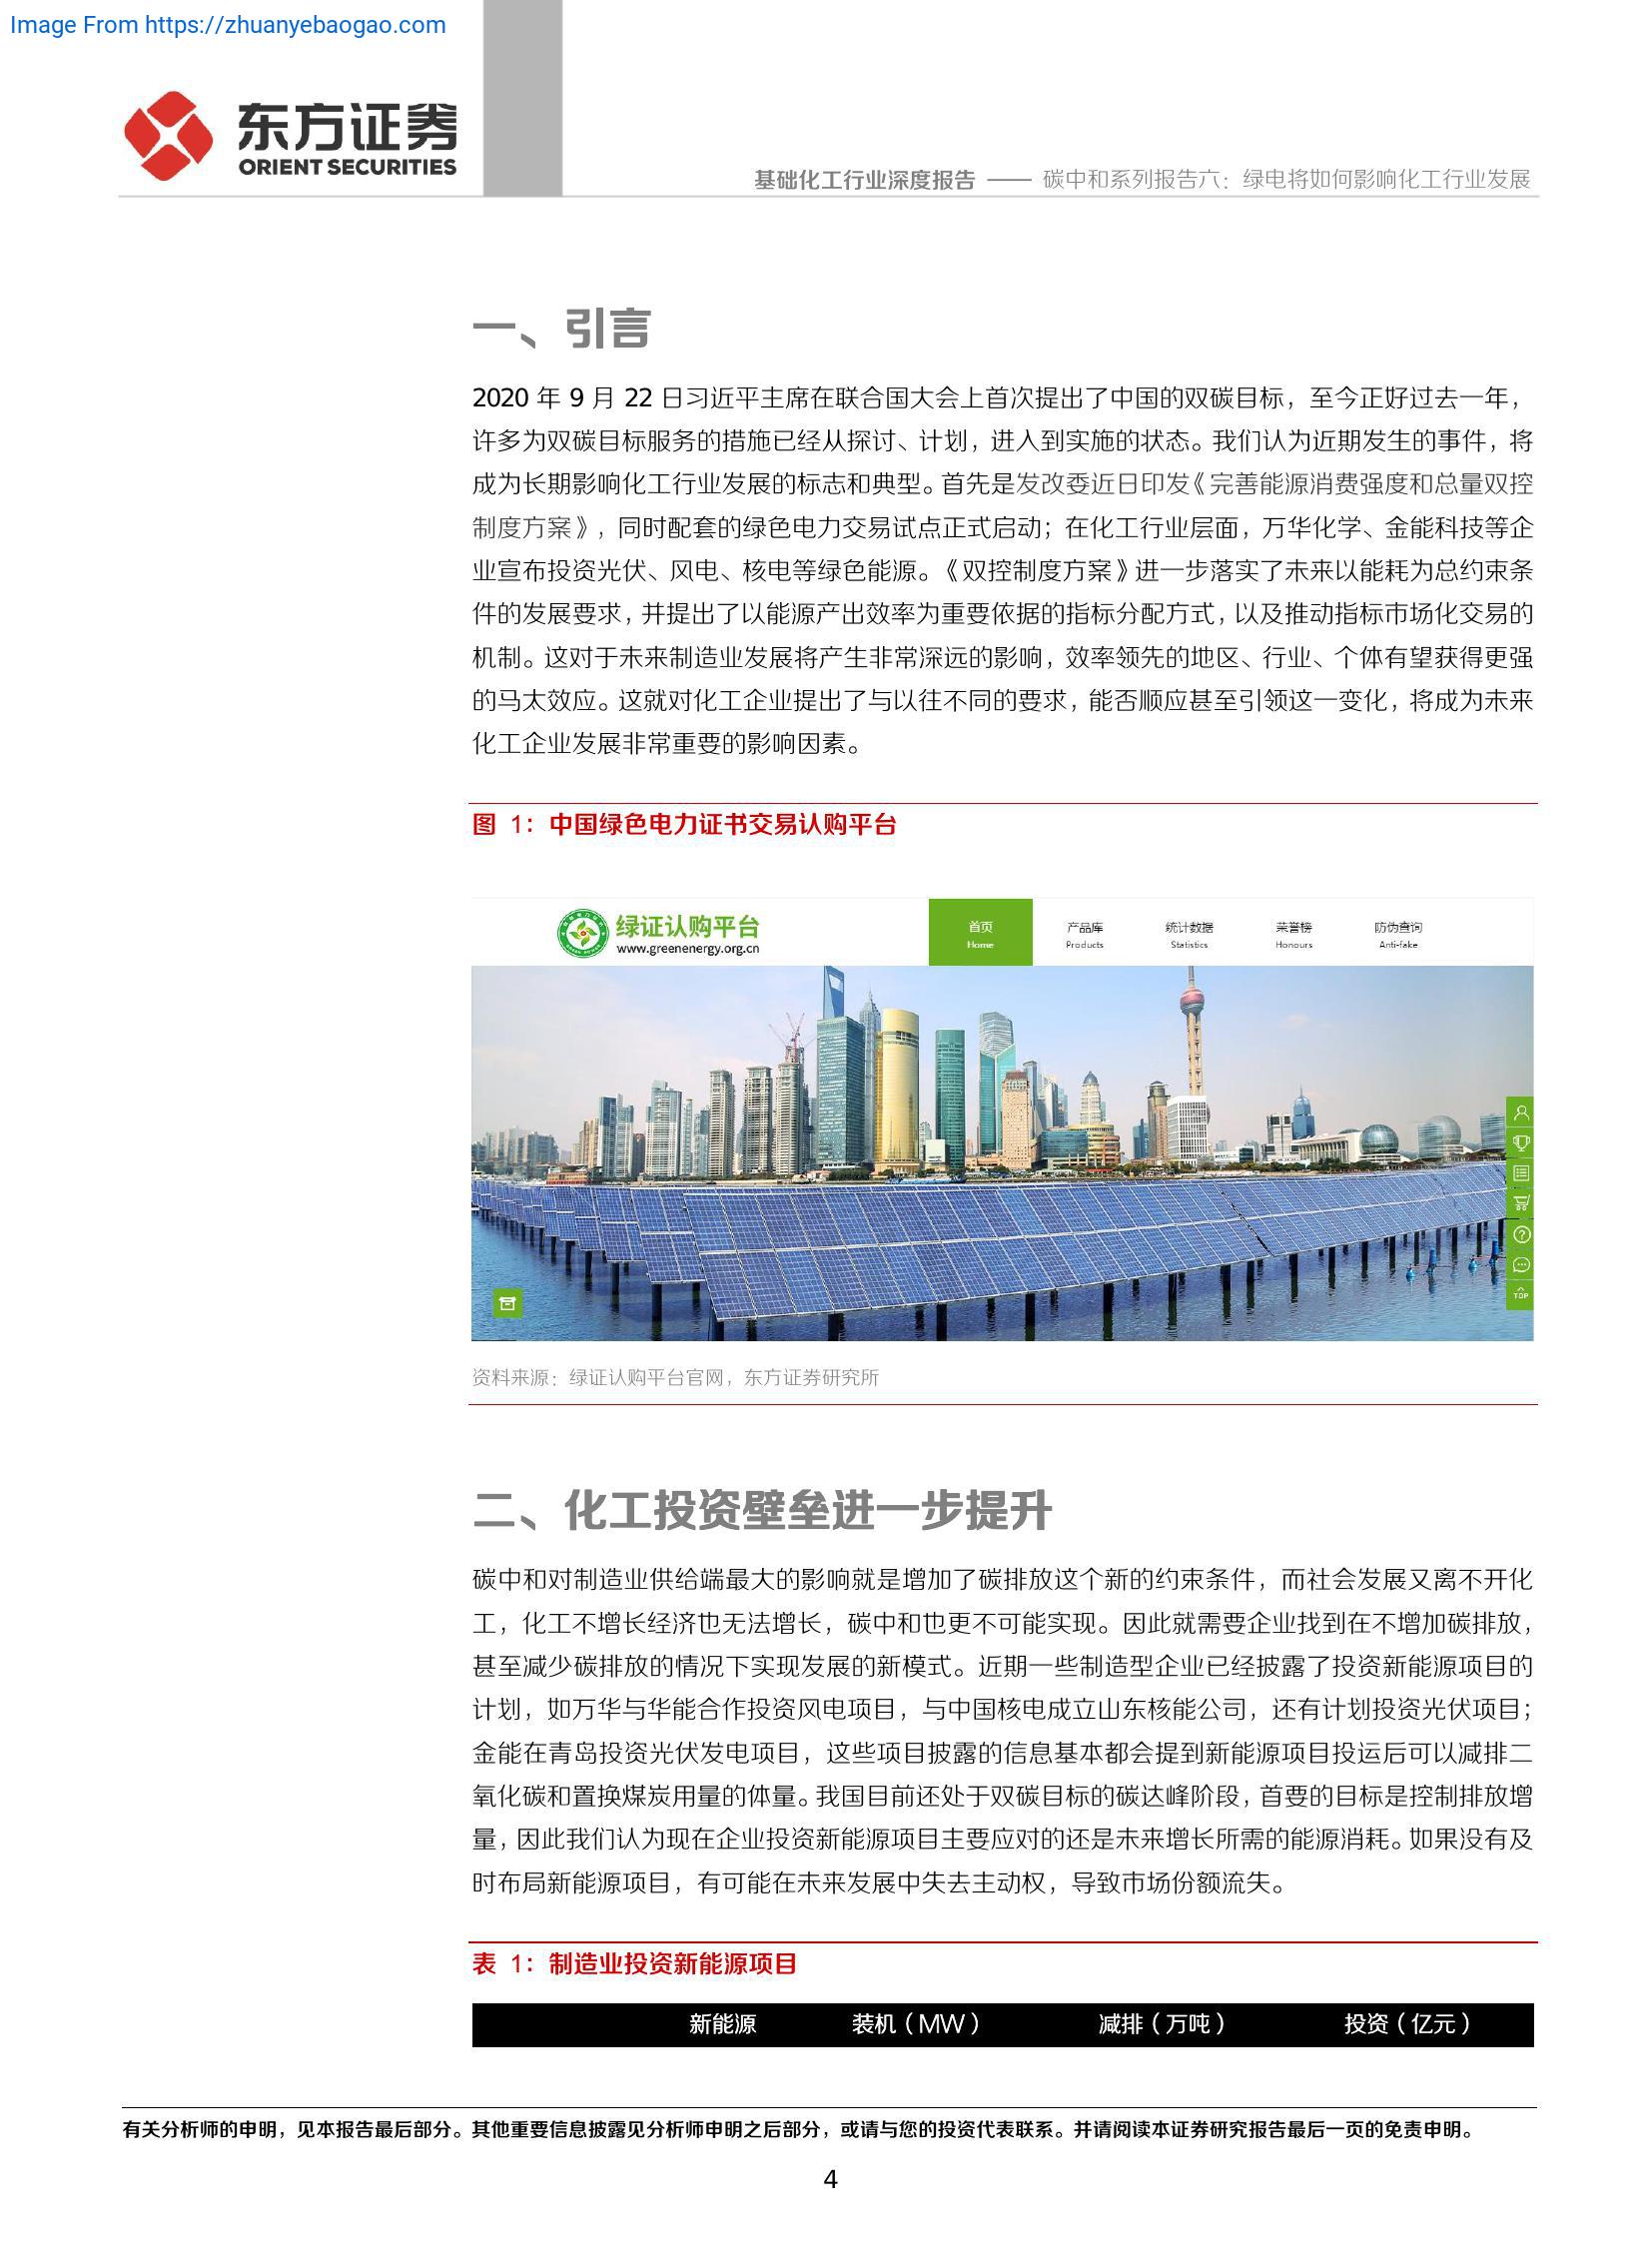 Image From https://zhuanyebaogao.com
东方证券
ORIENT SECURITIES
基础化工行业深度报告 —— 碳中和系列报告六：绿电将如何影响化工行业发展
一、引言
2020 年 9 月 22 日习近平主席在联合国大会上首次提出了中国的双碳目标，至今正好过去一年，
许多为双碳目标服务的措施已经从探讨、计划，进入到实施的状态。我们认为近期发生的事件，将
成为长期影响化工行业发展的标志和典型。首先是发改委近日印发《完善能源消费强度和总量双控
制度方案》，同时配套的绿色电力交易试点正式启动；在化工行业层面，万华化学、金能科技等企
业宣布投资光伏、风电、核电等绿色能源。《双控制度方案》进一步落实了未来以能耗为总约束条
件的发展要求，并提出了以能源产出效率为重要依据的指标分配方式，以及推动指标市场化交易的
机制。这对于未来制造业发展将产生非常深远的影响，效率领先的地区、行业、个体有望获得更强
的马太效应。这就对化工企业提出了与以往不同的要求，能否顺应甚至引领这一变化，将成为未来
化工企业发展非常重要的影响因素。
图 1：中国绿色电力证书交易认购平台
绿证认购平台
www.greenenergy.org.cn
首页 产品库 统计数据 荣誉榜 防伪查询
Home Products Statistics Honours Anti-fake
TOP
资料来源：绿证认购平台官网，东方证券研究所
二、化工投资壁垒进一步提升
碳中和对制造业供给端最大的影响就是增加了碳排放这个新的约束条件，而社会发展又离不开化
工，化工不增长经济也无法增长，碳中和也更不可能实现。因此就需要企业找到在不增加碳排放，
甚至减少碳排放的情况下实现发展的新模式。近期一些制造型企业已经披露了投资新能源项目的
计划，如万华与华能合作投资风电项目，与中国核电成立山东核能公司，还有计划投资光伏项目；
金能在青岛投资光伏发电项目，这些项目披露的信息基本都会提到新能源项目投运后可以减排二
氧化碳和置换煤炭用量的体量。我国目前还处于双碳目标的碳达峰阶段，首要的目标是控制排放增
量，因此我们认为现在企业投资新能源项目主要应对的还是未来增长所需的能源消耗。如果没有及
时布局新能源项目，有可能在未来发展中失去主动权，导致市场份额流失。
表 1：制造业投资新能源项目
新能源 装机（MW） 减排（万吨） 投资（亿元）
有关分析师的申明，见本报告最后部分。其他重要信息披露见分析师申明之后部分，或请与您的投资代表联系。并请阅读本证券研究报告最后一页的免责申明。
4